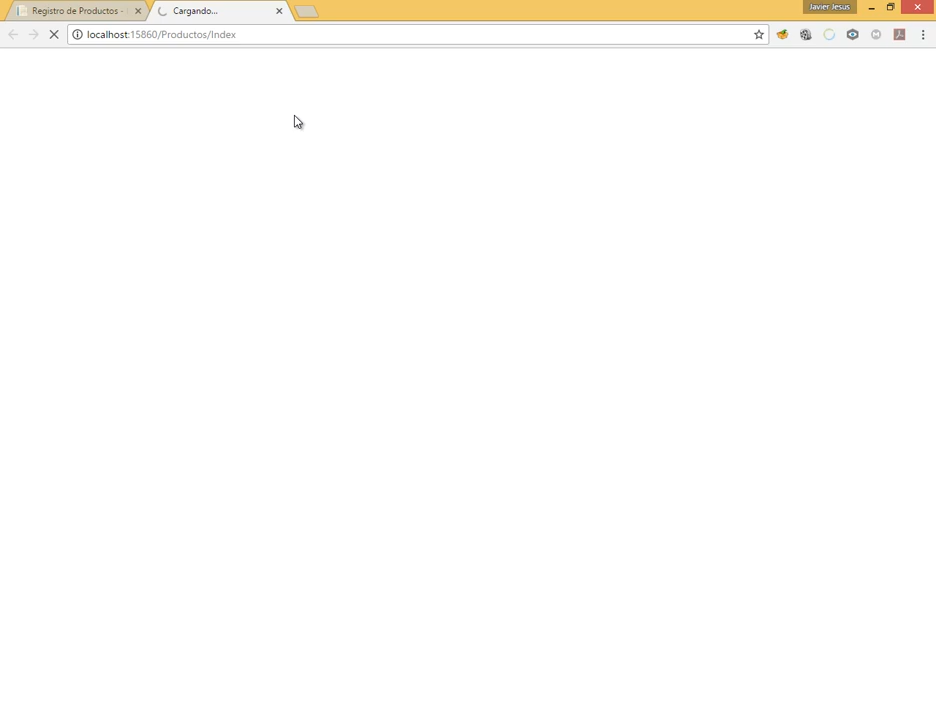 Registro de Productos -
Cargando...
Javier Jesus
localhost:15860/Productos/Index